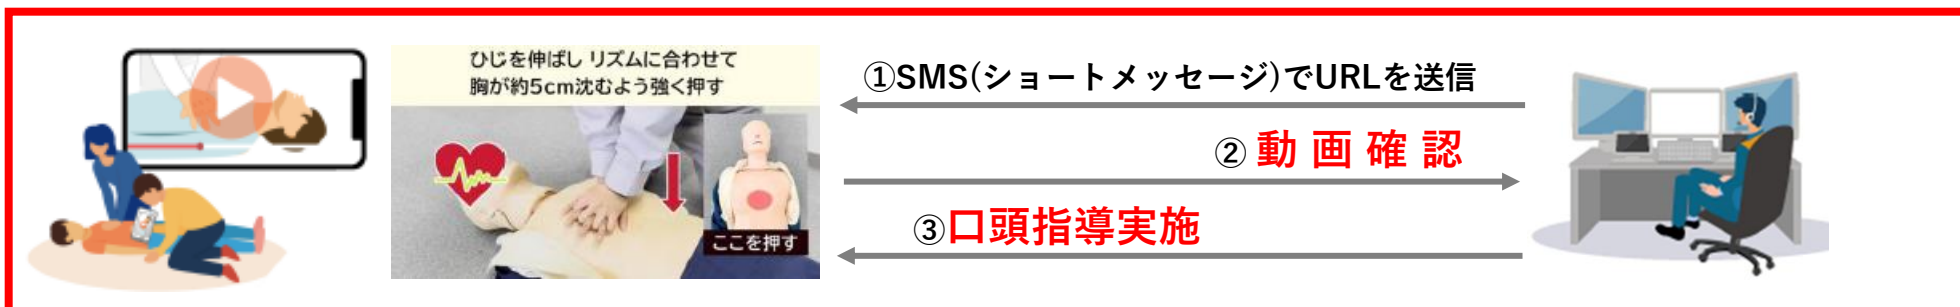 ひじを伸ばし リズムに合わせて
胸が約5cm沈むよう強く押す
ここを押す
①SMS(ショートメッセージ)でURLを送信
②動画確認
③口頭指導実施